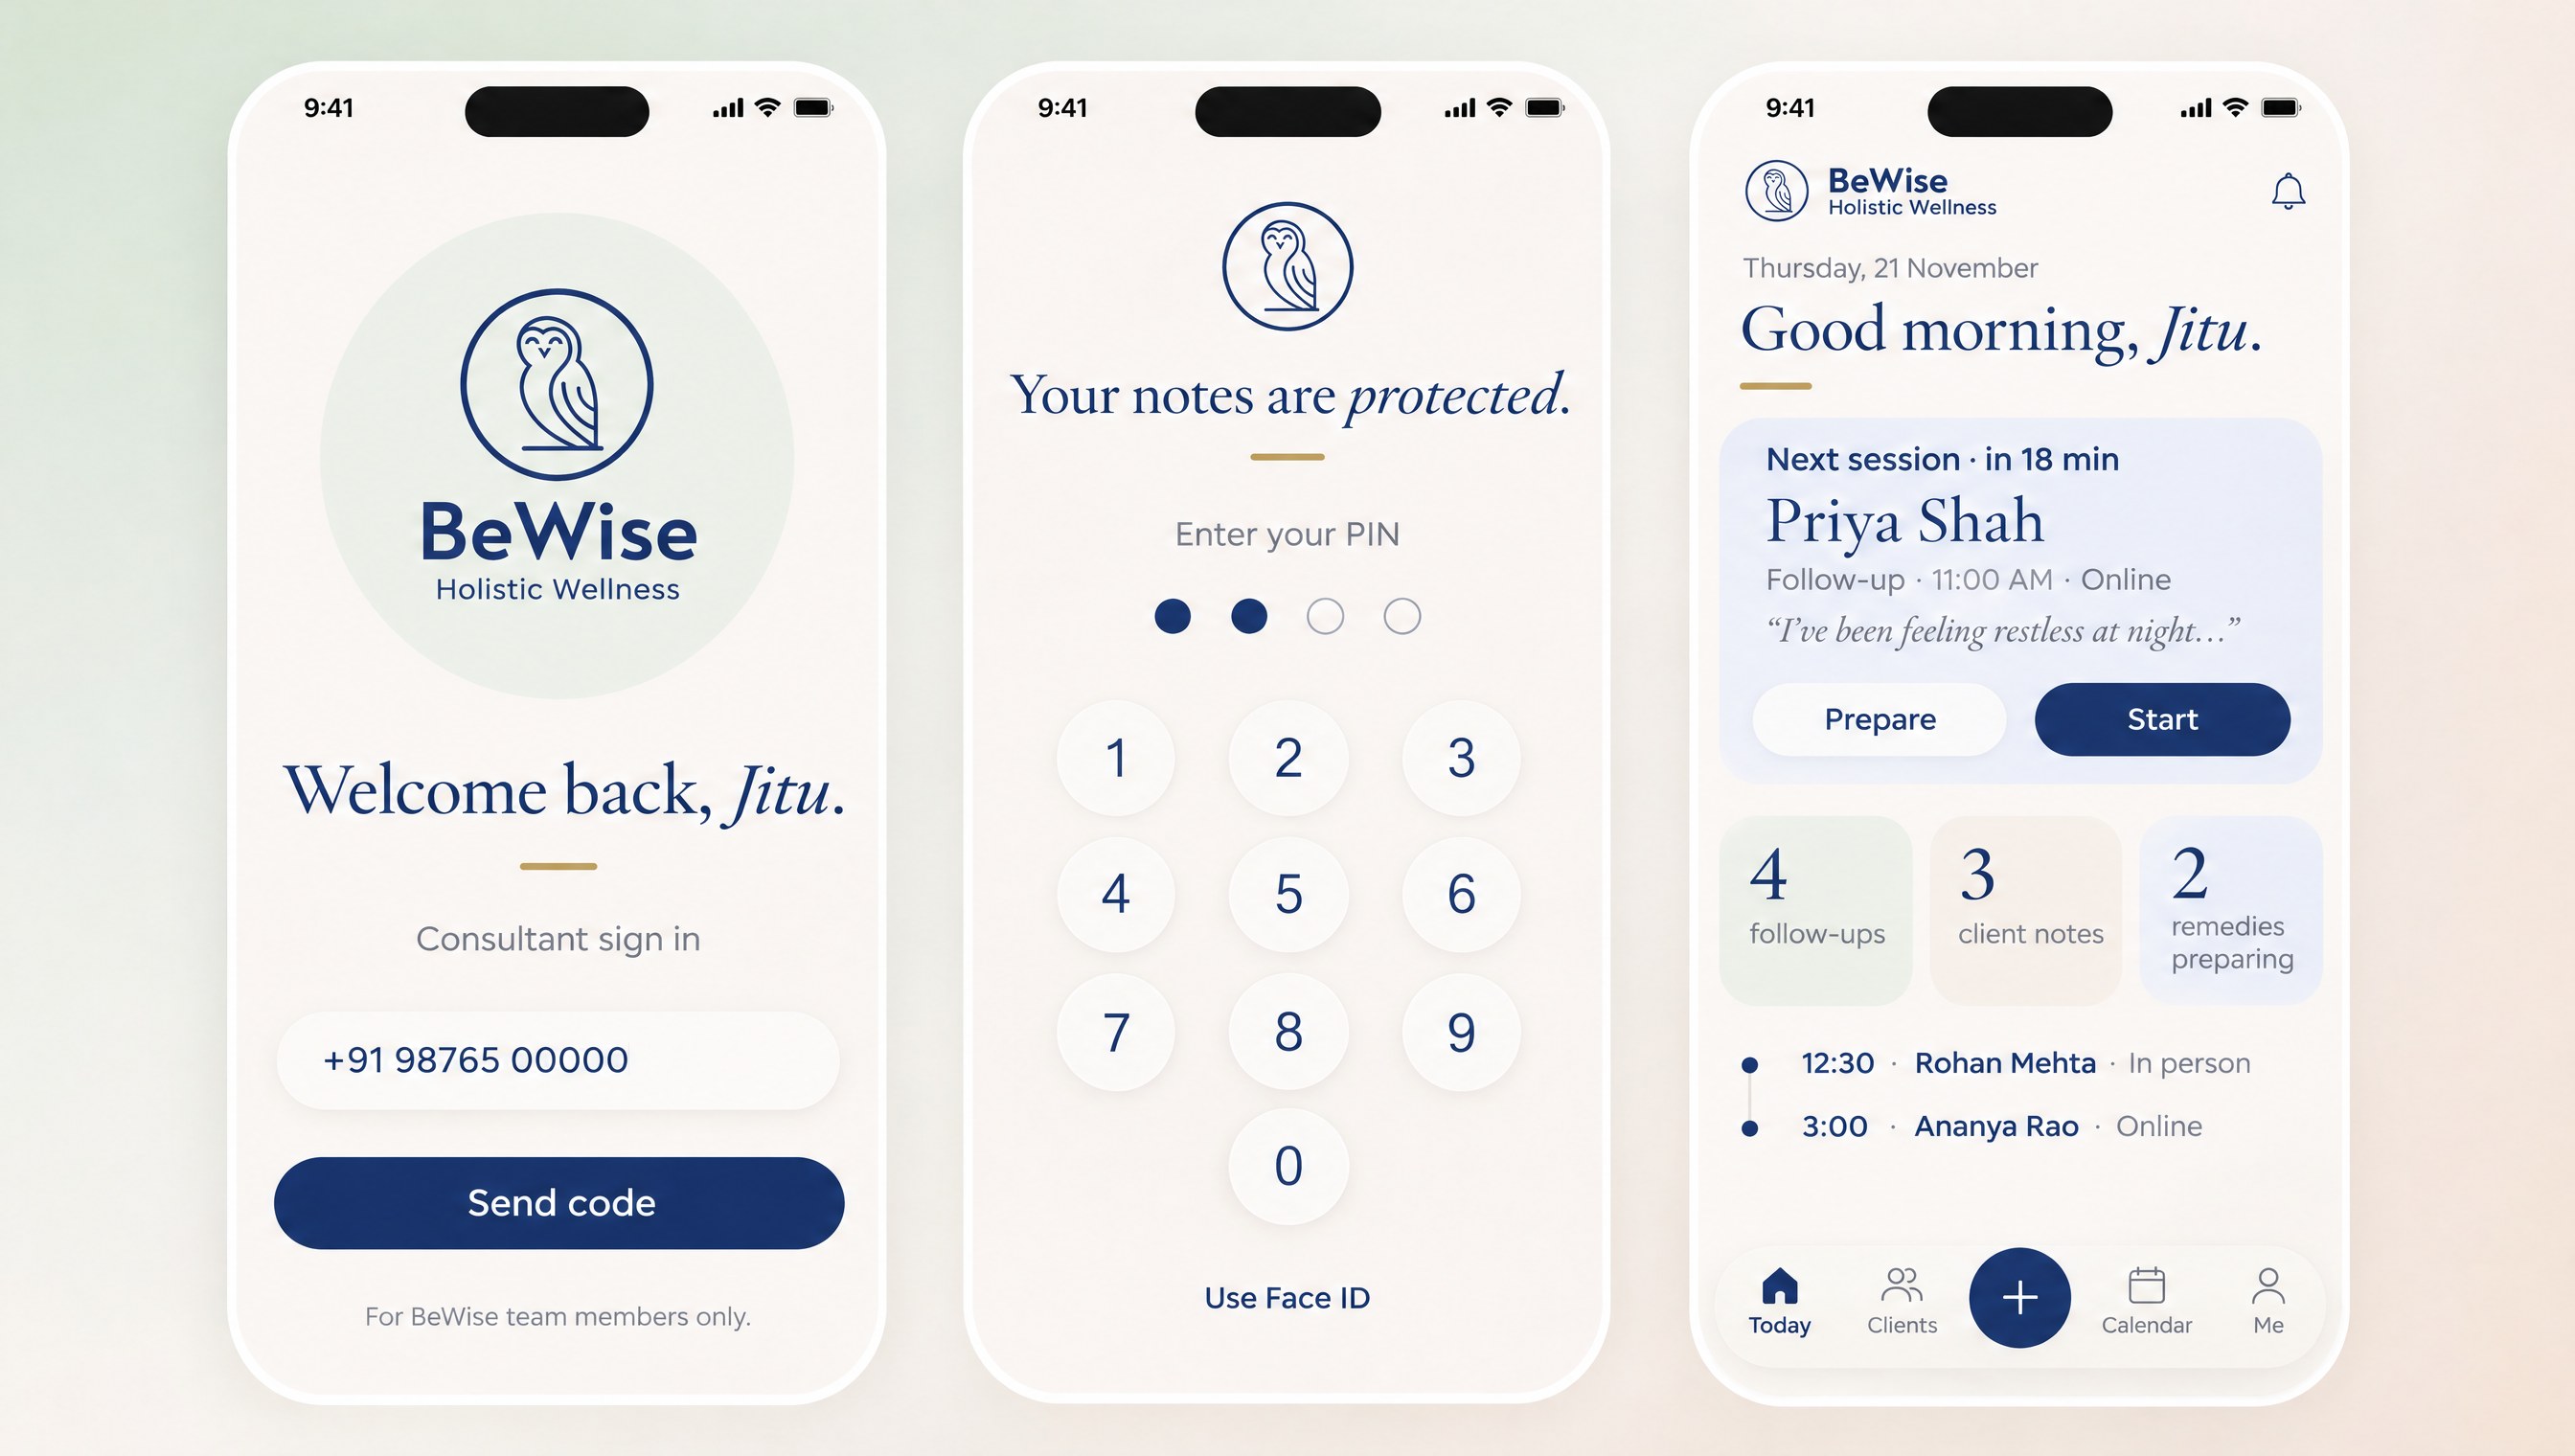 9:41
BeWise
Holistic Wellness
Welcome back, Jitu.
Consultant sign in
+91 98765 00000
Send code
For BeWise team members only.
9:41
Your notes are protected.
Enter your PIN
1 2 3
4 5 6
7 8 9
0
Use Face ID
9:41
BeWise
Holistic Wellness
Thursday, 21 November
Good morning, Jitu.
Next session · in 18 min
Priya Shah
Follow-up · 11:00 AM · Online
“I’ve been feeling restless at night…”
Prepare Start
4
follow-ups
3
client notes
2
remedies
preparing
12:30 · Rohan Mehta · In person
3:00 · Ananya Rao · Online
Today Clients + Calendar Me